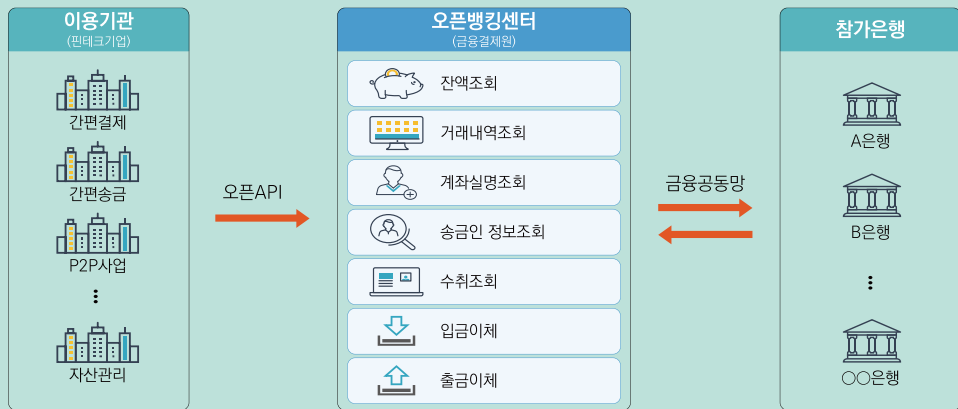 이용기관
(핀테크기업)
간편결제
간편송금
P2P사업
자산관리
오픈API
오픈뱅킹센터
(금융결제원)
잔액조회
거래내역조회
계좌실명조회
송금인 정보조회
수취조회
입금이체
출금이체
금융공동망
참가은행
A은행
B은행
○○은행